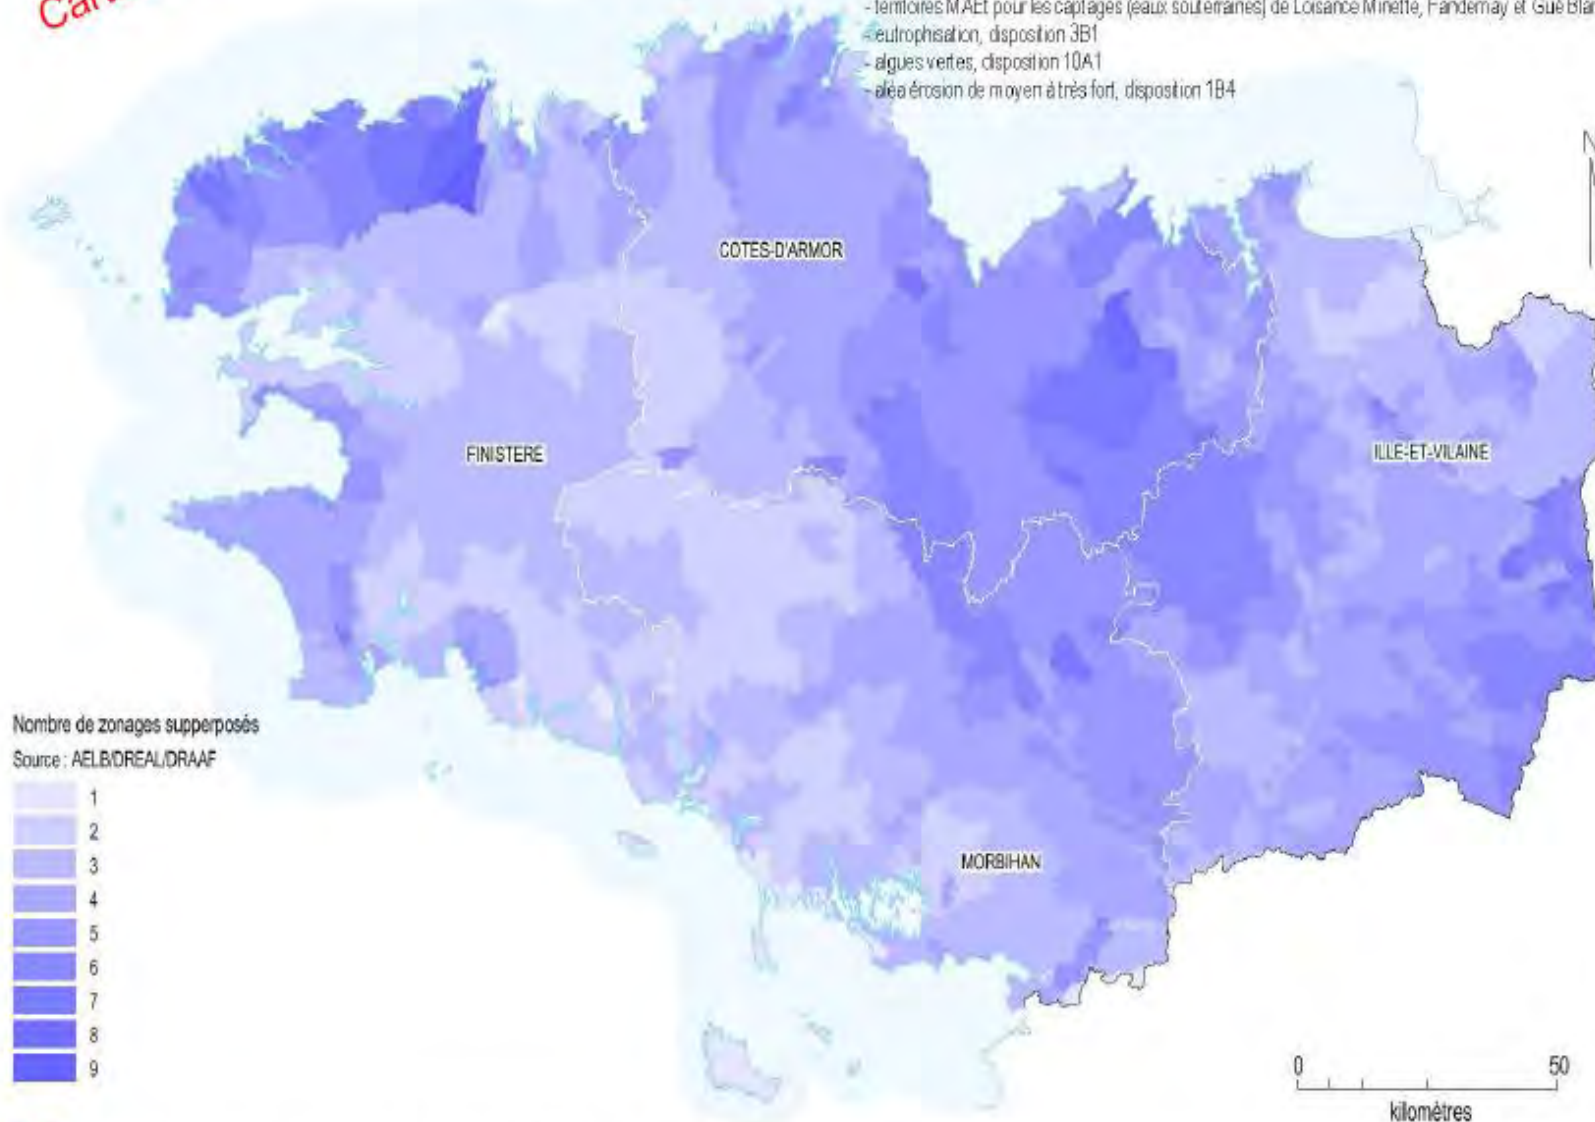 - territoires MAEt pour les captages (eaux souterraines) de Loisance Minette, Fandemay et Gué
- eutrophisation, disposition 3B1
- algues vertes, disposition 10A1
- aléa érosion de moyen à très fort, disposition 1B4
N
COTES-D'ARMOR
FINISTERE
ILLE-ET-VILAINE
MORBIHAN
Nombre de zonages supperposés
Source : AELB/DREAL/DRAAF
1
2
3
4
5
6
7
8
9
0 50
kilomètres